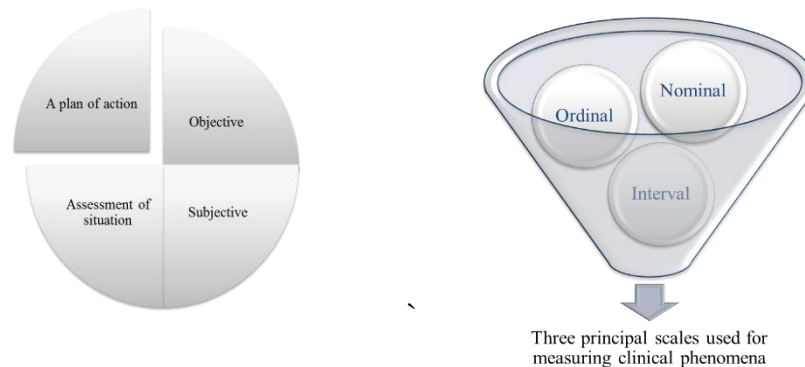 A plan of action
Objective
Assessment of
situation
Subjective
Nominal
Ordinal
Interval
Three principal scales used for
measuring clinical phenomena